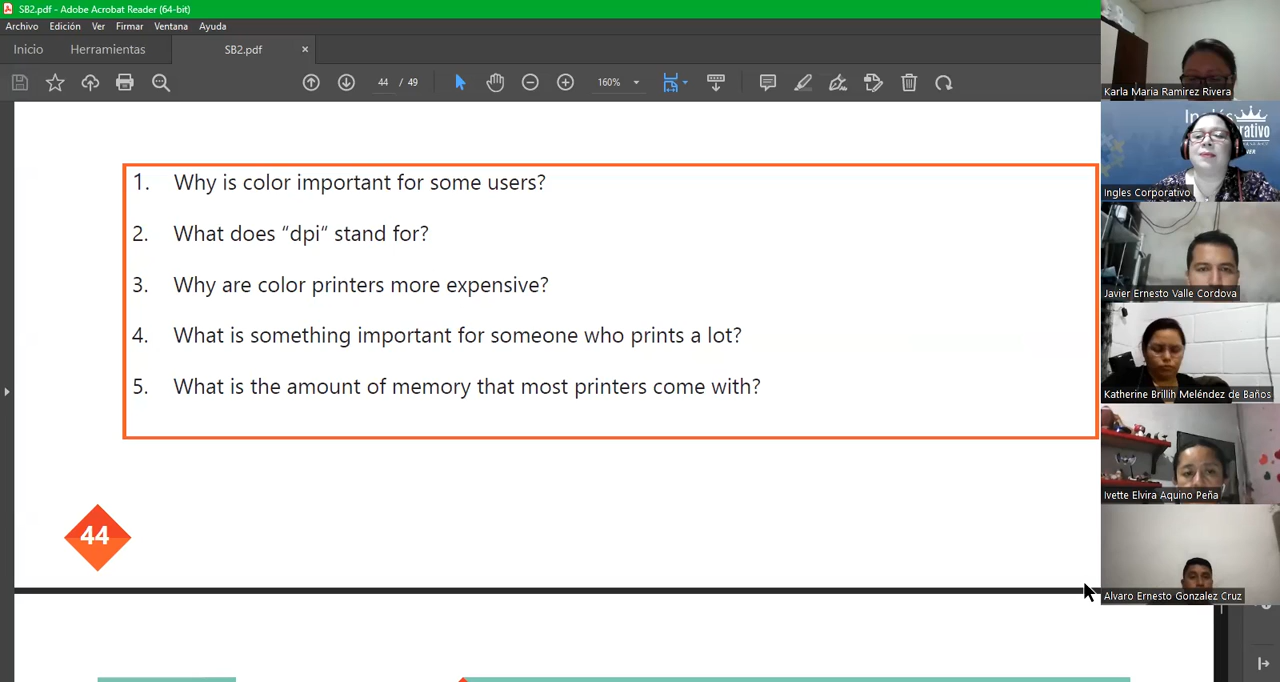 SB2.pdf - Adobe Acrobat Reader (64-bit)
Archivo Edición Ver Firmar Ventana Ayuda
Inicio Herramientas SB2.pdf ×
44 / 49 160%
1. Why is color important for some users?
2. What does “dpi“ stand for?
3. Why are color printers more expensive?
4. What is something important for someone who prints a lot?
5. What is the amount of memory that most printers come with?
44
Karla Maria Ramirez Rivera
Ingles Corporativo
Javier Ernesto Valle Cordova
Katherine Brillih Meléndez de Baños
Ivette Elvira Aquino Peña
Alvaro Ernesto Gonzalez Cruz